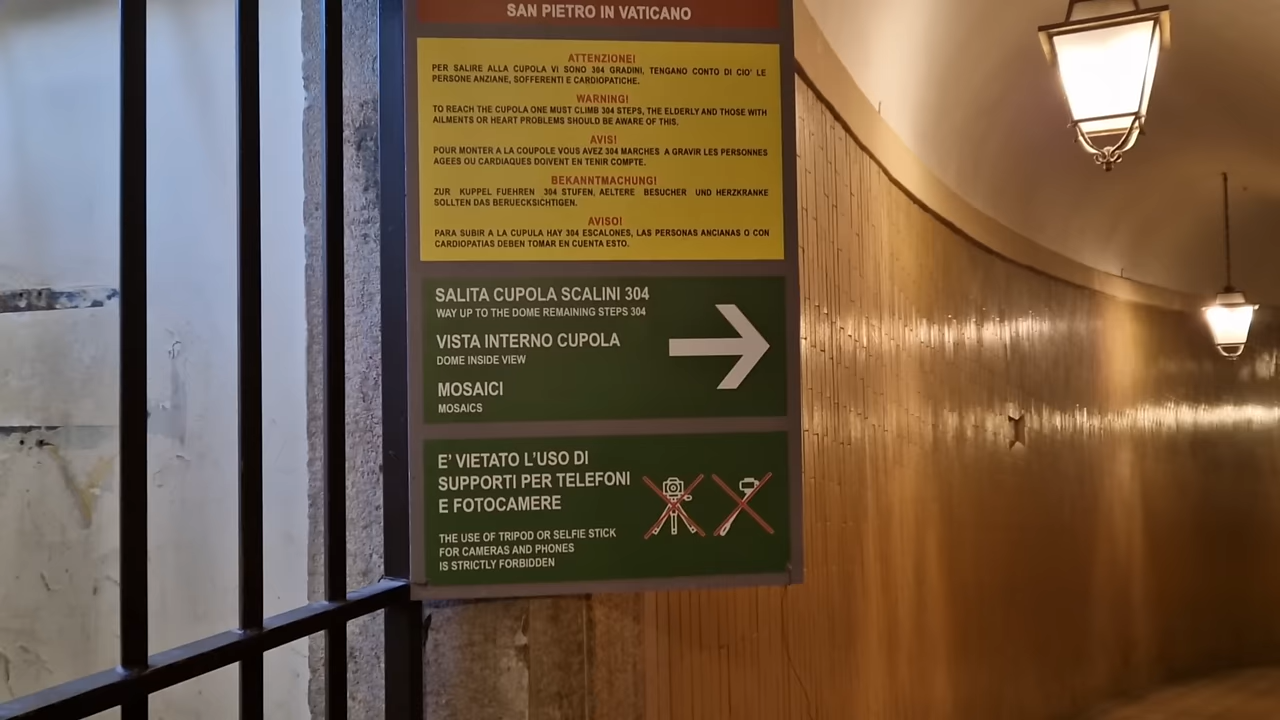 SAN PIETRO IN VATICANO
ATTENZIONE!
PER SALIRE ALLA CUPOLA VI SONO 304 GRADINI, TENGANO CONTO DI CIO' LE
PERSONE ANZIANE, SOFFERENTI E CARDIOPATICHE.
WARNING!
TO REACH THE CUPOLA ONE MUST CLIMB 304 STEPS, THE ELDERLY AND THOSE WITH
AILMENTS OR HEART PROBLEMS SHOULD BE AWARE OF THIS.
AVIS!
POUR MONTER A LA COUPOLE VOUS AVEZ 304 MARCHES A GRAVIR LES PERSONNES
AGEES OU CARDIAQUES DOIVENT EN TENIR COMPTE.
BEKANNTMACHUNG!
ZUR KUPPEL FUEHREN 304 STUFEN, AELTERE BESUCHER UND HERZKRANKE
SOLLTEN DAS BERUECKSICHTIGEN.
AVISO!
PARA SUBIR A LA CUPULA HAY 304 ESCALONES, LAS PERSONAS ANCIANAS O CON
CARDIOPATIAS DEBEN TOMAR EN CUENTA ESTO.
SALITA CUPOLA SCALINI 304
WAY UP TO THE DOME REMAINING STEPS 304
VISTA INTERNO CUPOLA
DOME INSIDE VIEW
MOSAICI
MOSAICS
E' VIETATO L'USO DI
SUPPORTI PER TELEFONI
E FOTOCAMERE
THE USE OF TRIPOD OR SELFIE STICK
FOR CAMERAS AND PHONES
IS STRICTLY FORBIDDEN